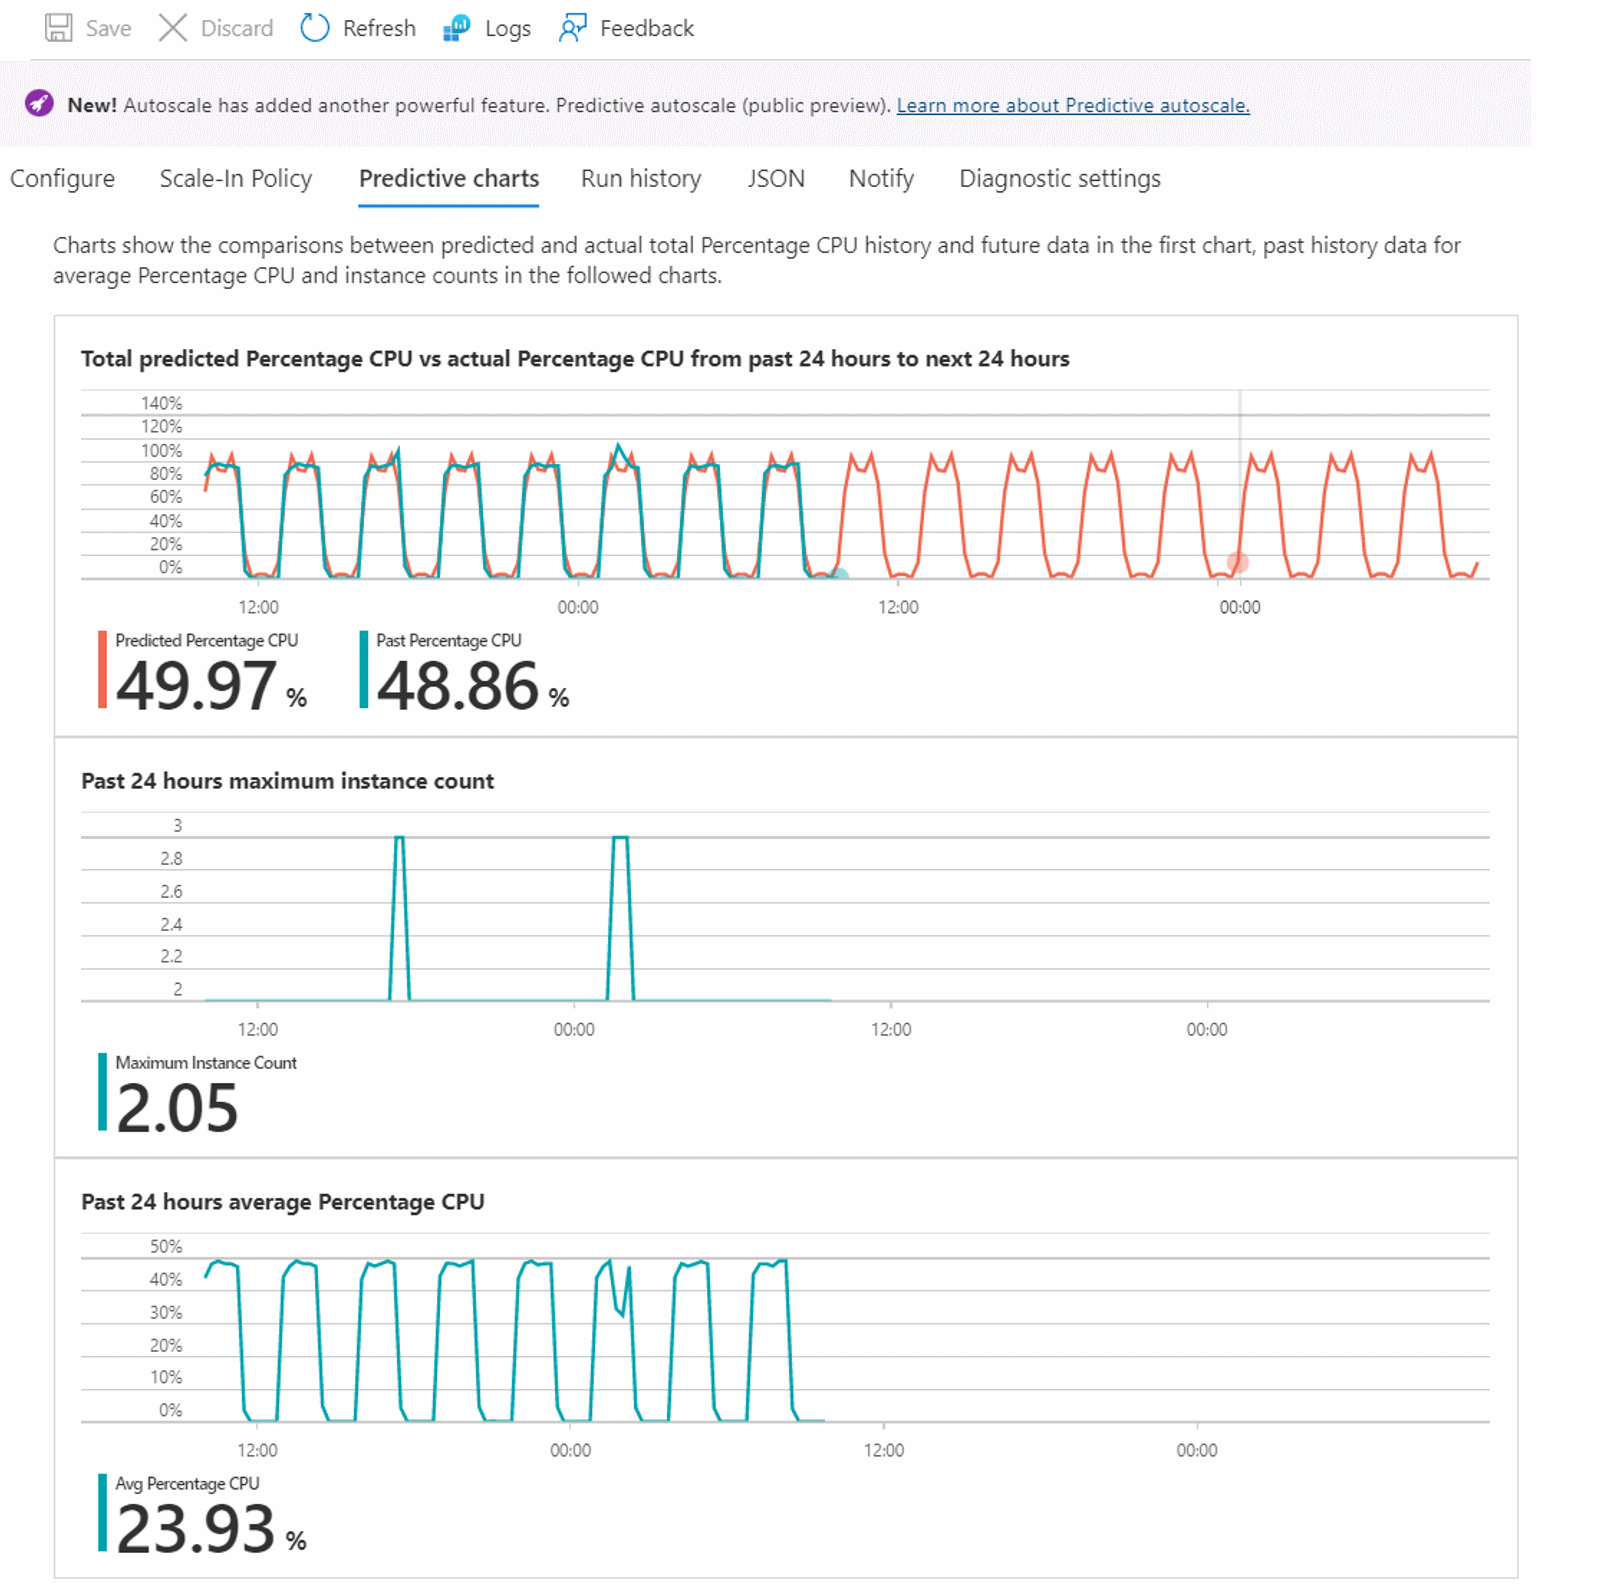 Save Discard Refresh Logs Feedback
New! Autoscale has added another powerful feature. Predictive autoscale (public preview). Learn more about Predictive autoscale.
Configure Scale-In Policy Predictive charts Run history JSON Notify Diagnostic settings
Charts show the comparisons between predicted and actual total Percentage CPU history and future data in the first chart, past history data for
average Percentage CPU and instance counts in the followed charts.
Total predicted Percentage CPU vs actual Percentage CPU from past 24 hours to next 24 hours
140%
120%
100%
80%
60%
40%
20%
0%
12:00 00:00 12:00 00:00
Predicted Percentage CPU Past Percentage CPU
49.97 % 48.86 %
Past 24 hours maximum instance count
3
2.8
2.6
2.4
2.2
2
12:00 00:00 12:00 00:00
Maximum Instance Count
2.05
Past 24 hours average Percentage CPU
50%
40%
30%
20%
10%
0%
12:00 00:00 12:00 00:00
Avg Percentage CPU
23.93 %